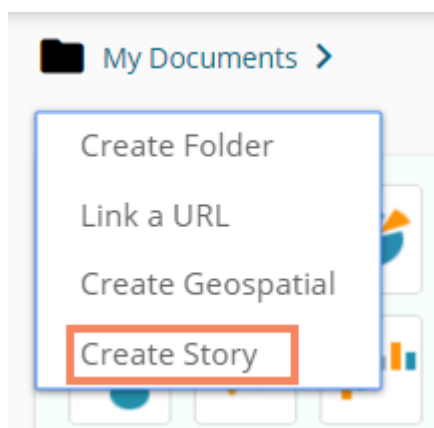 My Documents >
Create Folder
Link a URL
Create Geospatial
Create Story